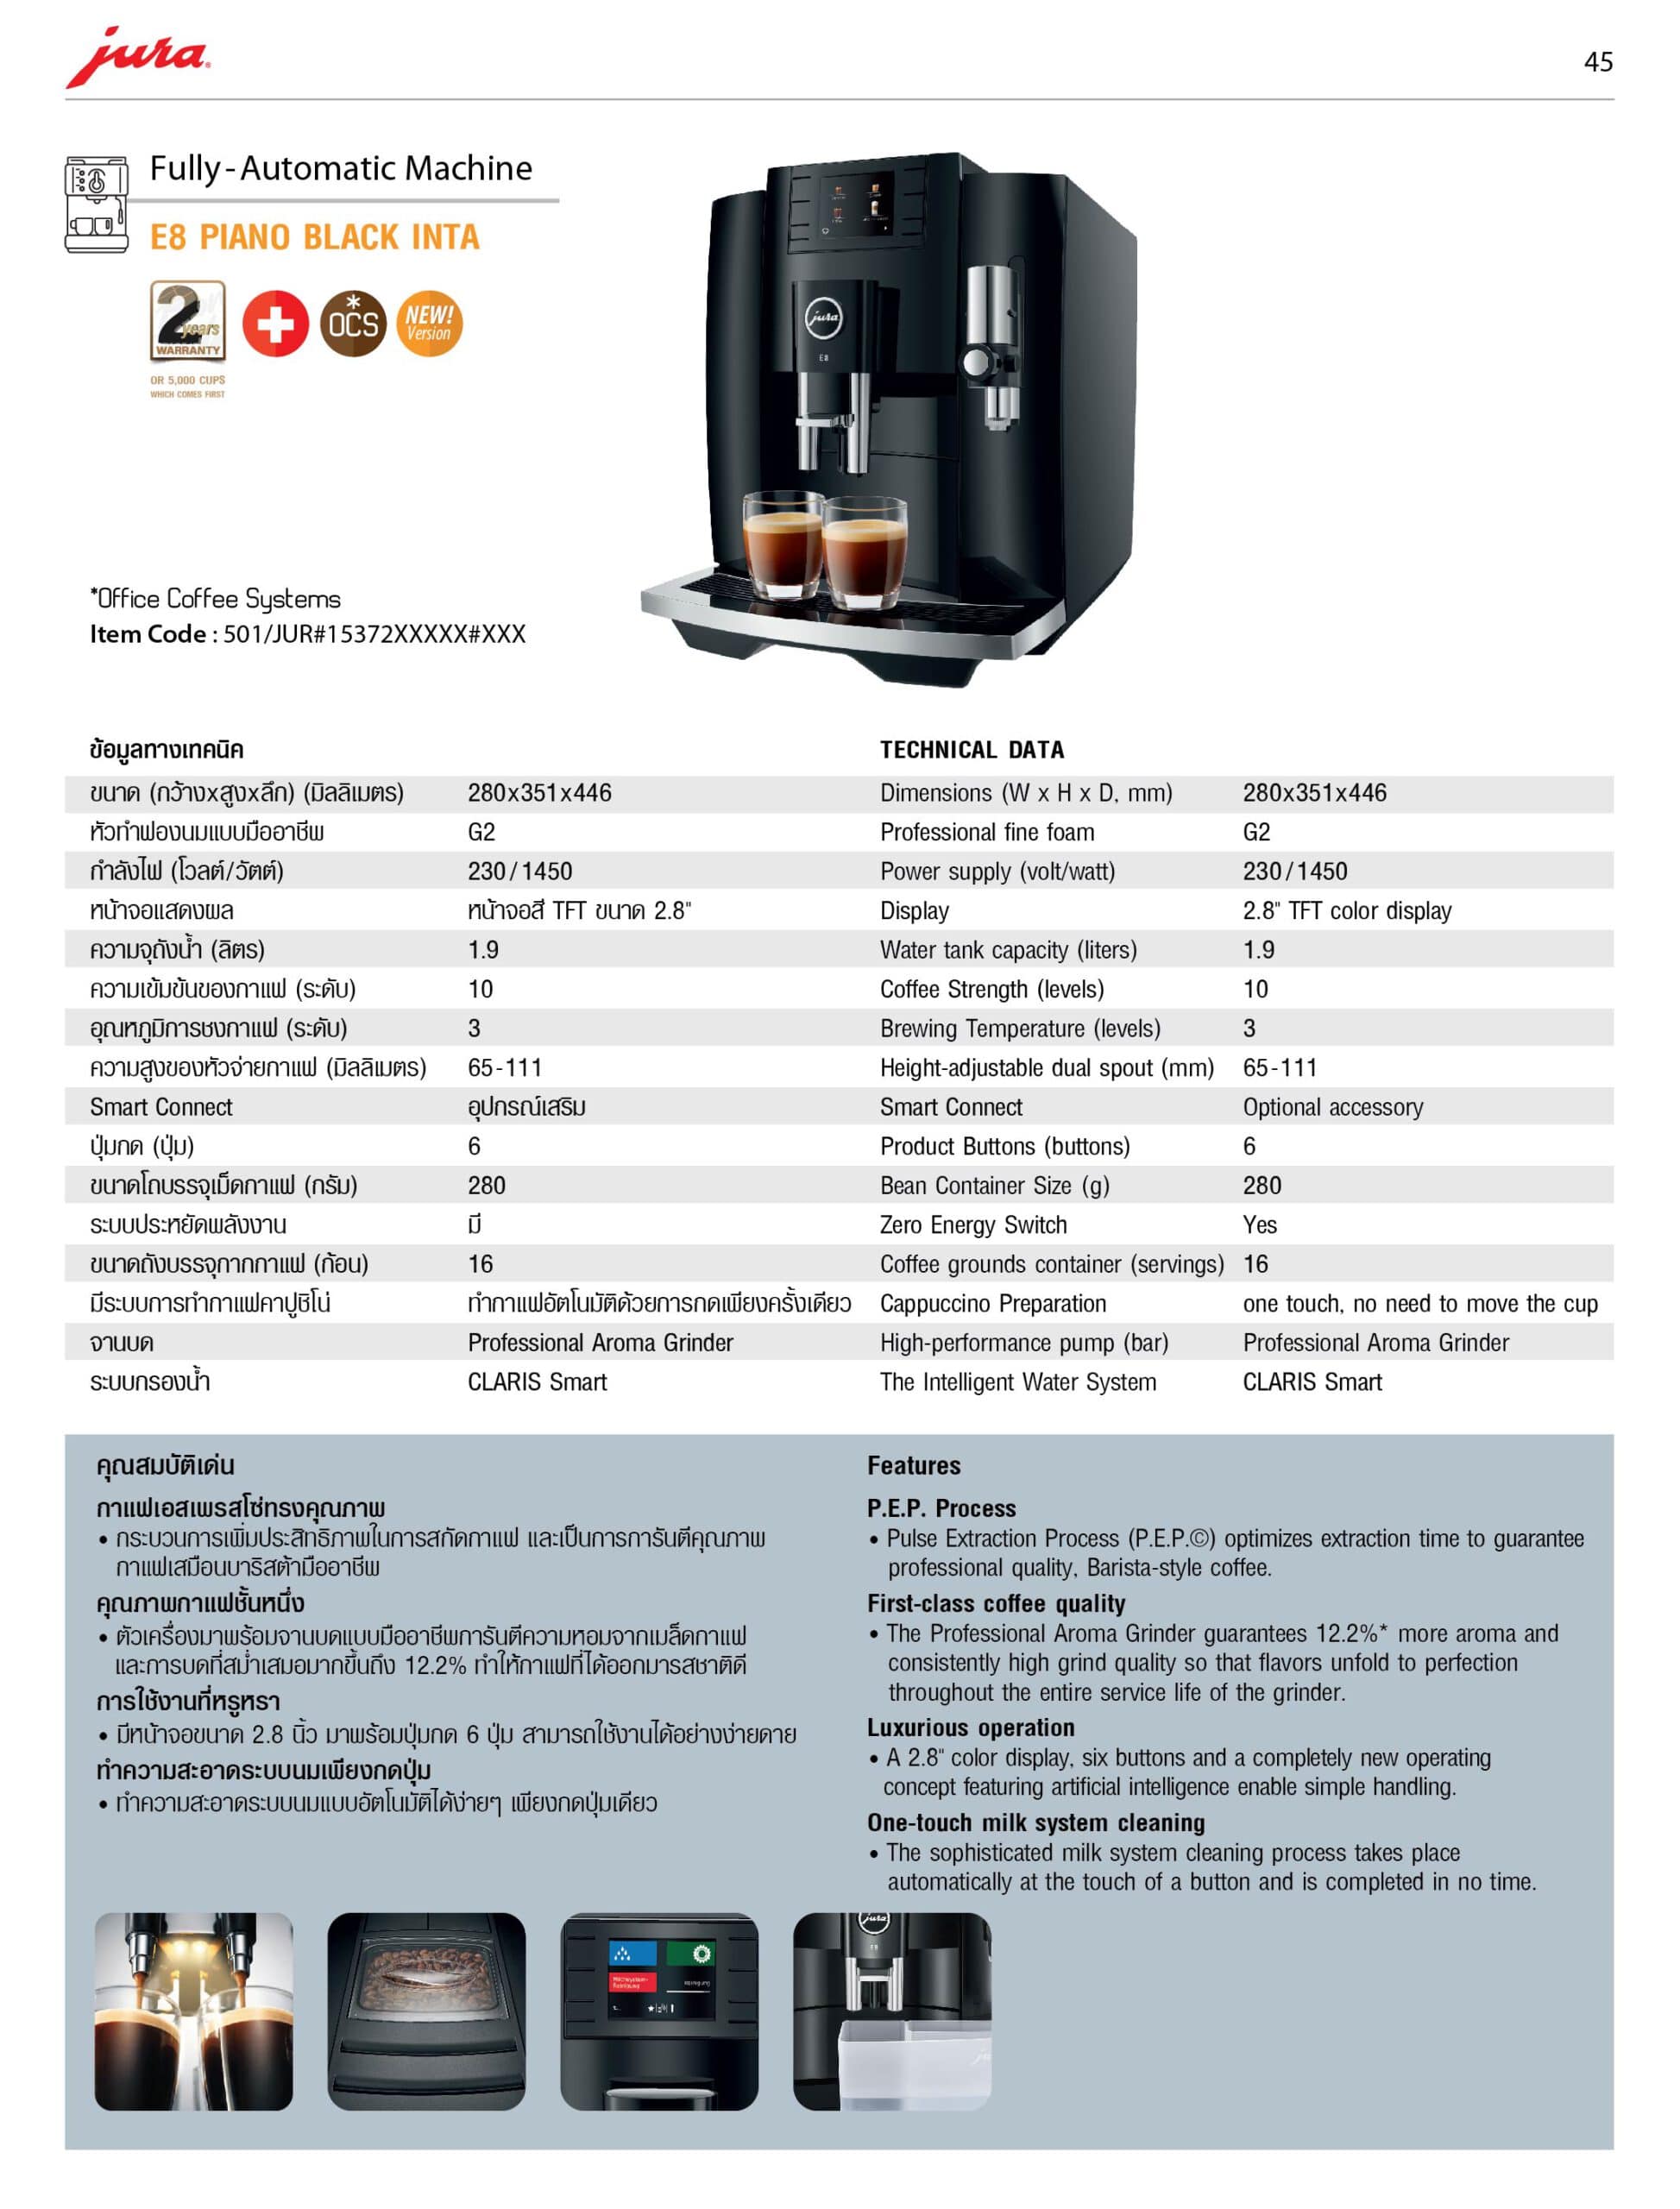 jura
45
Fully-Automatic Machine
E8 PIANO BLACK INTA
2 years
WARRANTY
OR 5,000 CUPS
WHICH COMES FIRST
*
OCS
NEW!
Version
jura
E8
*Office Coffee Systems
Item Code : 501/JUR#15372XXXXX#XXX
ข้อมูลทางเทคนิค
ขนาด (กว้างxสูงxลึก) (มิลลิเมตร) 280x351x446
หัวทำฟองนมแบบมืออาชีพ G2
กำลังไฟ (โวลต์/วัตต์) 230/1450
หน้าจอแสดงผล หน้าจอสี TFT ขนาด 2.8"
ความจุถังน้ำ (ลิตร) 1.9
ความเข้มข้นของกาแฟ (ระดับ) 10
อุณหภูมิการชงกาแฟ (ระดับ) 3
ความสูงของหัวจ่ายกาแฟ (มิลลิเมตร) 65-111
Smart Connect อุปกรณ์เสริม
ปุ่มกด (ปุ่ม) 6
ขนาดโถบรรจุเม็ดกาแฟ (กรัม) 280
ระบบประหยัดพลังงาน มี
ขนาดถังบรรจุกากกาแฟ (ก้อน) 16
มีระบบการทำกาแฟคาปูชิโน่ ทำกาแฟอัตโนมัติด้วยการกดเพียงครั้งเดียว
จานบด Professional Aroma Grinder
ระบบกรองน้ำ CLARIS Smart
TECHNICAL DATA
Dimensions (W x H x D, mm) 280x351x446
Professional fine foam G2
Power supply (volt/watt) 230/1450
Display 2.8" TFT color display
Water tank capacity (liters) 1.9
Coffee Strength (levels) 10
Brewing Temperature (levels) 3
Height-adjustable dual spout (mm) 65-111
Smart Connect Optional accessory
Product Buttons (buttons) 6
Bean Container Size (g) 280
Zero Energy Switch Yes
Coffee grounds container (servings) 16
Cappuccino Preparation one touch, no need to move the cup
High-performance pump (bar) Professional Aroma Grinder
The Intelligent Water System CLARIS Smart
คุณสมบัติเด่น
กาแฟเอสเพรสโซ่ทรงคุณภาพ
• กระบวนการเพิ่มประสิทธิภาพในการสกัดกาแฟ และเป็นการการันตีคุณภาพ
กาแฟเสมือนบาริสต้ามืออาชีพ
คุณภาพกาแฟชั้นหนึ่ง
• ตัวเครื่องมาพร้อมจานบดแบบมืออาชีพการันตีความหอมจากเมล็ดกาแฟ
และการบดที่สม่ำเสมอมากขึ้นถึง 12.2% ทำให้กาแฟที่ได้ออกมารสชาติดี
การใช้งานที่หรูหรา
• มีหน้าจอขนาด 2.8 นิ้ว มาพร้อมปุ่มกด 6 ปุ่ม สามารถใช้งานได้อย่างง่ายดาย
ทำความสะอาดระบบนมเพียงกดปุ่ม
• ทำความสะอาดระบบนมแบบอัตโนมัติได้ง่ายๆ เพียงกดปุ่มเดียว
Features
P.E.P. Process
• Pulse Extraction Process (P.E.P.©) optimizes extraction time to guarantee
professional quality, Barista-style coffee.
First-class coffee quality
• The Professional Aroma Grinder guarantees 12.2%* more aroma and
consistently high grind quality so that flavors unfold to perfection
throughout the entire service life of the grinder.
Luxurious operation
• A 2.8" color display, six buttons and a completely new operating
concept featuring artificial intelligence enable simple handling.
One-touch milk system cleaning
• The sophisticated milk system cleaning process takes place
automatically at the touch of a button and is completed in no time.
jura
E8